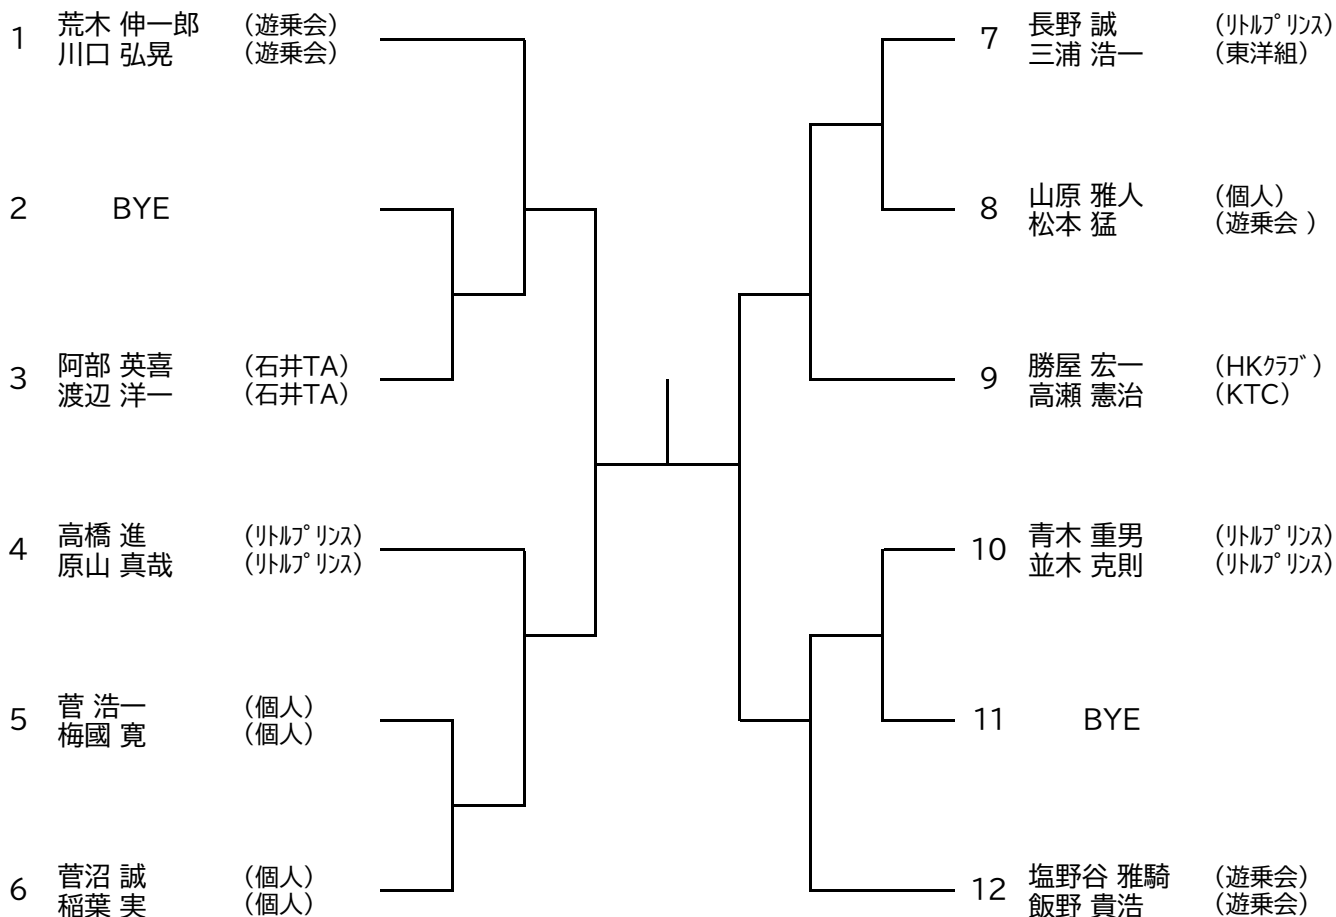 1 荒木 伸一郎 (遊乗会)
川口 弘晃 (遊乗会)
2 BYE
3 阿部 英喜 (石井TA)
渡辺 洋一 (石井TA)
4 高橋 進 (ﾘﾄﾙﾌﾟﾘﾝｽ)
原山 真哉 (ﾘﾄﾙﾌﾟﾘﾝｽ)
5 菅 浩一 (個人)
梅國 寛 (個人)
6 菅沼 誠 (個人)
稲葉 実 (個人)
7 長野 誠 (ﾘﾄﾙﾌﾟﾘﾝｽ)
三浦 浩一 (東洋組)
8 山原 雅人 (個人)
松本 猛 (遊乗会 )
9 勝屋 宏一 (HKｸﾗﾌﾞ)
高瀬 憲治 (KTC)
10 青木 重男 (ﾘﾄﾙﾌﾟﾘﾝｽ)
並木 克則 (ﾘﾄﾙﾌﾟﾘﾝｽ)
11 BYE
12 塩野谷 雅騎 (遊乗会)
飯野 貴浩 (遊乗会)